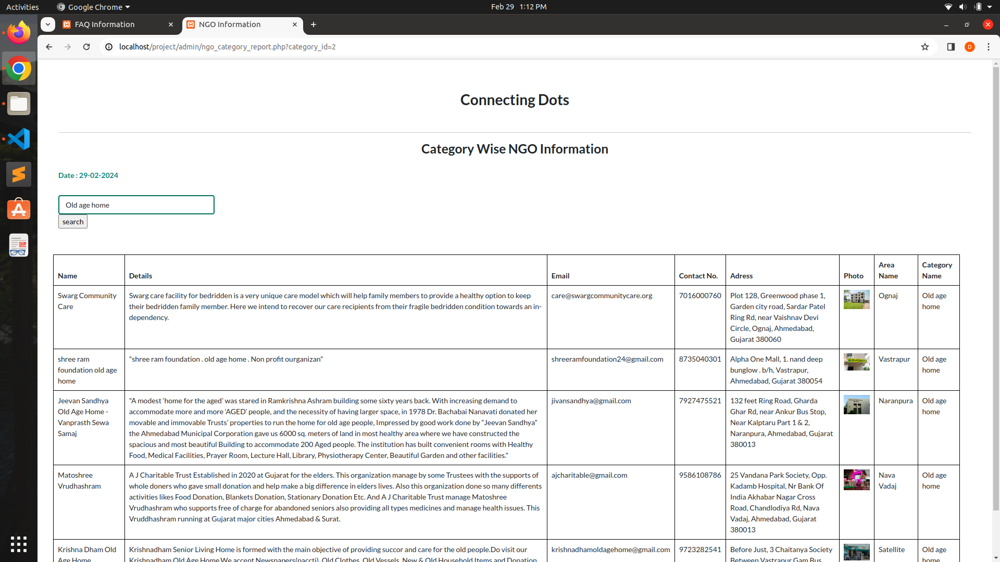 Activities
Google Chrome
Feb 29 1:12 PM
FAQ Information
NGO Information
localhost/project/admin/ngo_category_report.php?category_id=2
D
Connecting Dots
Category Wise NGO Information
Date : 29-02-2024
Old age home
search
Name
Details
Email
Contact No.
Adress
Photo
Area
Name
Category
Name
Swarg Community
Care
Swarg care facility for bedridden is a very unique care model which will help family members to provide a healthy option to keep
their bedridden family member. Here we intend to recover our care recipients from their fragile bedridden condition towards an in-
dependency.
care@swargcommunitycare.org
7016000760
Plot 128, Greenwood phase 1,
Garden city road, Sardar Patel
Ring Rd, near Vaishnav Devi
Circle, Ognaj, Ahmedabad,
Gujarat 380060
Ognaj
Old age
home
shree ram
foundation old age
home
"shree ram foundation . old age home . Non profit ourganizan"
shreeramfoundation24@gmail.com
8735040301
Alpha One Mall, 1. nand deep
bunglow . b/h, Vastrapur,
Ahmedabad, Gujarat 380054
Vastrapur
Old age
home
Jeevan Sandhya
Old Age Home -
Vanprasth Sewa
Samaj
"A modest ‘home for the aged’ was stared in Ramkrishna Ashram building some sixty years back. With increasing demand to
accommodate more and more ‘AGED’ people, and the necessity of having larger space, in 1978 Dr. Bachabai Nanavati donated her
movable and immovable Trusts’ properties to run the home for old age people, Impressed by good work done by “Jeevan Sandhya”
the Ahmedabad Municipal Corporation gave us 6000 sq. meters of land in most healthy area where we have constructed the
spacious and most beautiful Building to accommodate 200 Aged people. The institution has built convenient rooms with Healthy
Food, Medical Facilities, Prayer Room, Lecture Hall, Library, Physiotherapy Center, Beautiful Garden and other facilities."
jivansandhya@gmail.com
7927475521
132 feet Ring Road, Gharda
Ghar Rd, near Ankur Bus Stop,
Near Kalptaru Part 1 & 2,
Naranpura, Ahmedabad, Gujarat
380013
Naranpura
Old age
home
Matoshree
Vrudhashram
A J Charitable Trust Established in 2020 at Gujarat for the elders. This organization manage by some Trustees with the supports of
whole doners who gave small donation and help make a big difference in elders lives. Also this organization done so many differents
activities likes Food Donation, Blankets Donation, Stationary Donation Etc. And A J Charitable Trust manage Matoshree
Vrudhashram who supports free of charge for abandoned seniors also providing all types medicines and manage health issues. This
Vruddhashram running at Gujarat major cities Ahmedabad & Surat.
ajcharitable@gmail.com
9586108786
25 Vandana Park Society, Opp.
Kadamb Hospital, Nr Bank Of
India Akhabar Nagar Cross
Road, Chandlodiya Rd, Nava
Vadaj, Ahmedabad, Gujarat
380013
Nava
Vadaj
Old age
home
Krishna Dham Old
Age Home
Krishnadham Senior Living Home is formed with the main objective of providing succor and care for the old people.Do visit our
Krishnadham Old Age Home.We accept Newspapers(paccti), Old Clothes, Old Vessels, New & Old Household Items and Donation
krishnadhamoldagehome@gmail.com
9723282541
Before Just, 3 Chaitanya Society
Between Vastrapur Gam Bus
Satellite
Old age
home